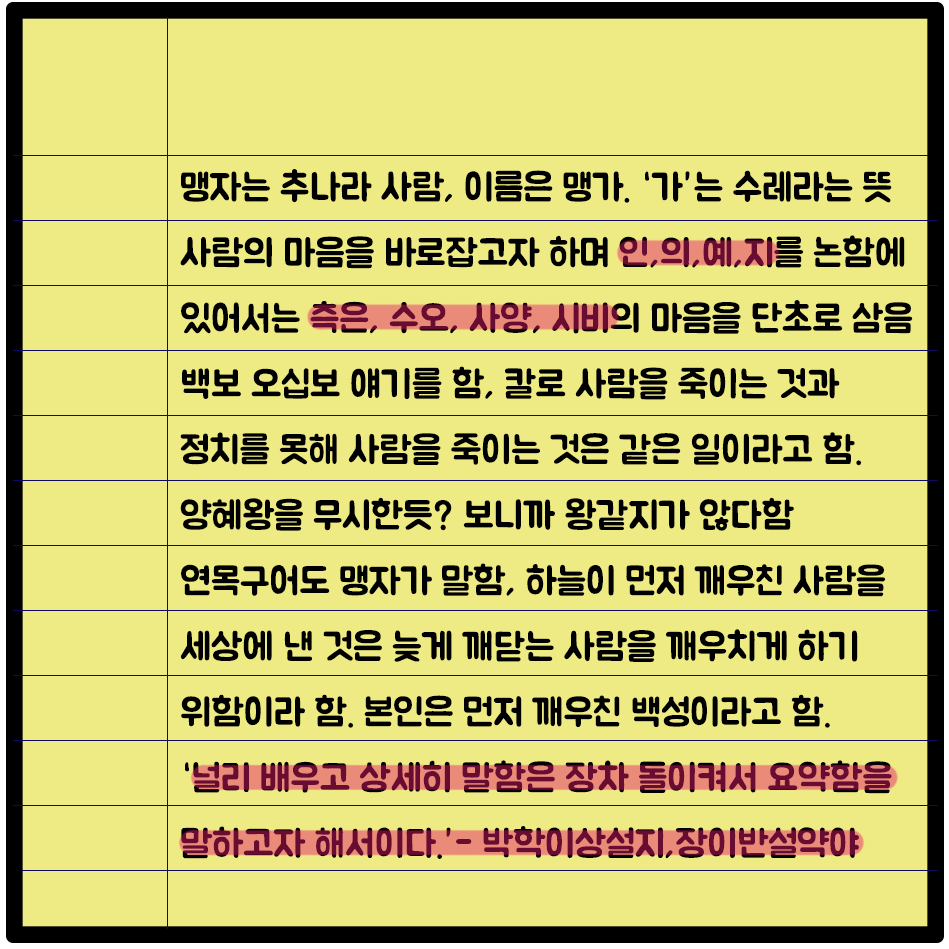 맹자는 추나라 사람, 이름은 맹가. '가'는 수레라는 뜻
사람의 마음을 바로잡고자 하며 인,의,예,지를 논함에
있어서는 측은, 수오, 사양, 시비의 마음을 단초로 삼음
백보 오십보 얘기를 함, 칼로 사람을 죽이는 것과
정치를 못해 사람을 죽이는 것은 같은 일이라고 함.
양혜왕을 무시한듯? 보니까 왕같지가 않다함
연목구어도 맹자가 말함, 하늘이 먼저 깨우친 사람을
세상에 낸 것은 늦게 깨닫는 사람을 깨우치게 하기
위함이라 함. 본인은 먼저 깨우친 백성이라고 함.
'널리 배우고 상세히 말함은 장차 돌이켜서 요약함을
말하고자 해서이다.'- 박학이상설지,장이반설약야